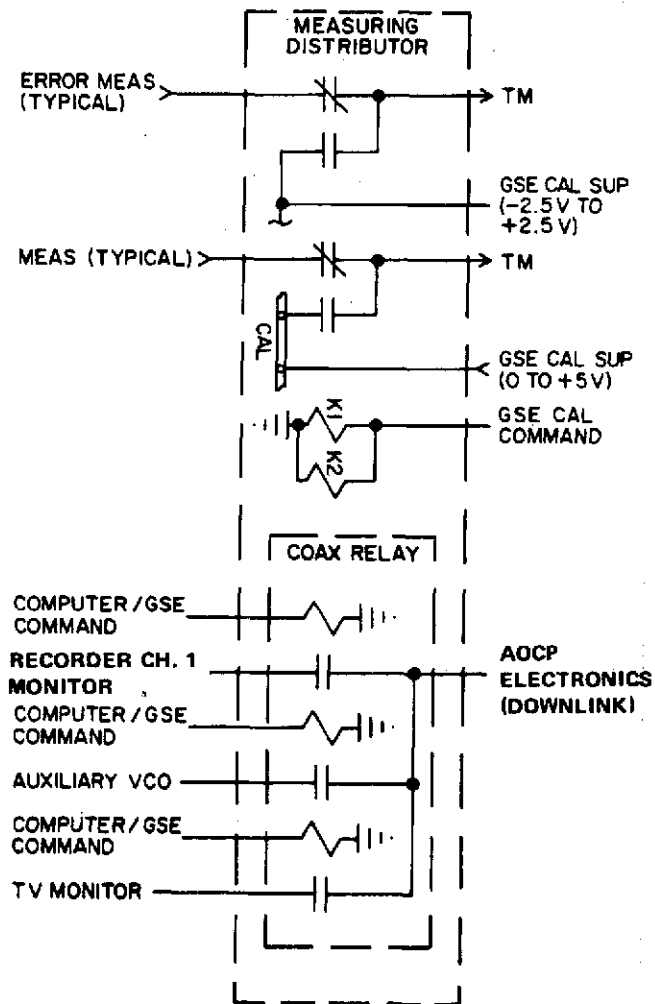 MEASURING
DISTRIBUTOR
ERROR MEAS
(TYPICAL)
TM
GSE CAL SUP
(-2.5V TO
+2.5V)
MEAS (TYPICAL)
TM
CAL
GSE CAL SUP
(0 TO +5V)
K1
GSE CAL
COMMAND
K2
COAX RELAY
COMPUTER/GSE
COMMAND
RECORDER CH. 1
MONITOR
AOCP
ELECTRONICS
(DOWNLINK)
COMPUTER/GSE
COMMAND
AUXILIARY VCO
COMPUTER/GSE
COMMAND
TV MONITOR